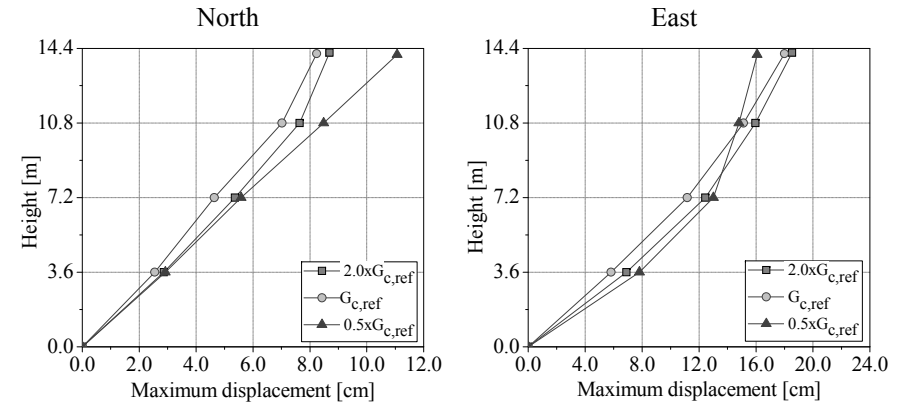 North
14.4
10.8
7.2
3.6
0.0
Height [m]
0.0 2.0 4.0 6.0 8.0 10.0 12.0
Maximum displacement [cm]
2.0xGc,ref
Gc,ref
0.5xGc,ref
East
14.4
10.8
7.2
3.6
0.0
Height [m]
0.0 4.0 8.0 12.0 16.0 20.0 24.0
Maximum displacement [cm]
2.0xGc,ref
Gc,ref
0.5xGc,ref